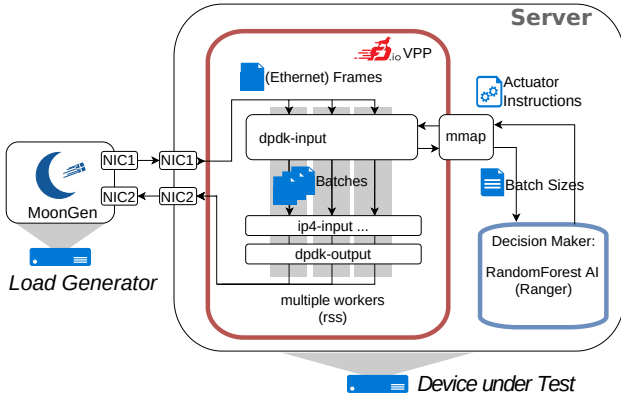 Server
.io VPP
(Ethernet) Frames
Actuator
Instructions
dpdk-input
mmap
NIC1
NIC1
MoonGen
NIC2
NIC2
Batches
Batch Sizes
ip4-input ...
dpdk-output
Decision Maker:
RandomForest AI
(Ranger)
Load Generator
multiple workers
(rss)
Device under Test